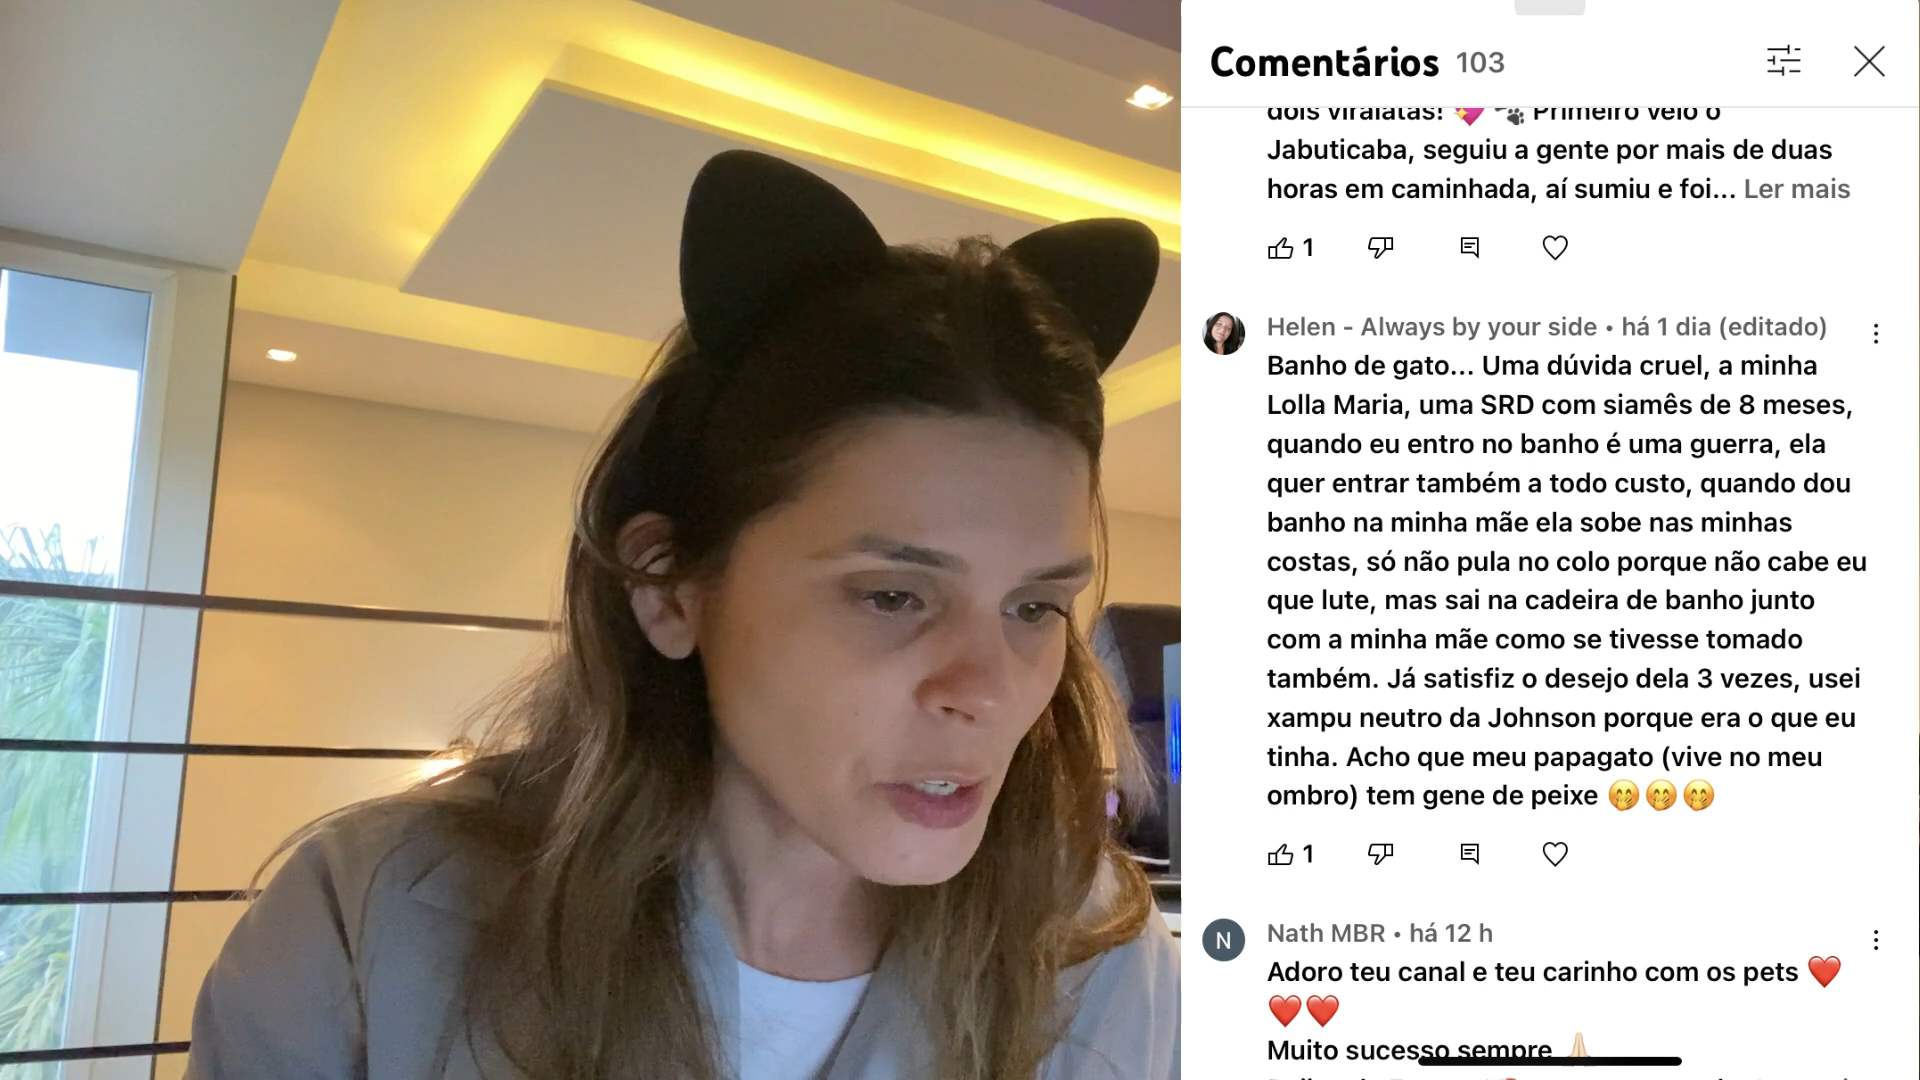 Comentários 103
dois viralatas! 💖 🐾 Primeiro veio o
Jabuticaba, seguiu a gente por mais de duas
horas em caminhada, aí sumiu e foi... Ler mais
1
Helen - Always by your side • há 1 dia (editado)
Banho de gato... Uma dúvida cruel, a minha
Lolla Maria, uma SRD com siamês de 8 meses,
quando eu entro no banho é uma guerra, ela
quer entrar também a todo custo, quando dou
banho na minha mãe ela sobe nas minhas
costas, só não pula no colo porque não cabe eu
que lute, mas sai na cadeira de banho junto
com a minha mãe como se tivesse tomado
também. Já satisfiz o desejo dela 3 vezes, usei
xampu neutro da Johnson porque era o que eu
tinha. Acho que meu papagato (vive no meu
ombro) tem gene de peixe 🤭🤭🤭
1
N
Nath MBR • há 12 h
Adoro teu canal e teu carinho com os pets ❤️
❤️❤️
Muito sucesso sempre 🙏🏻